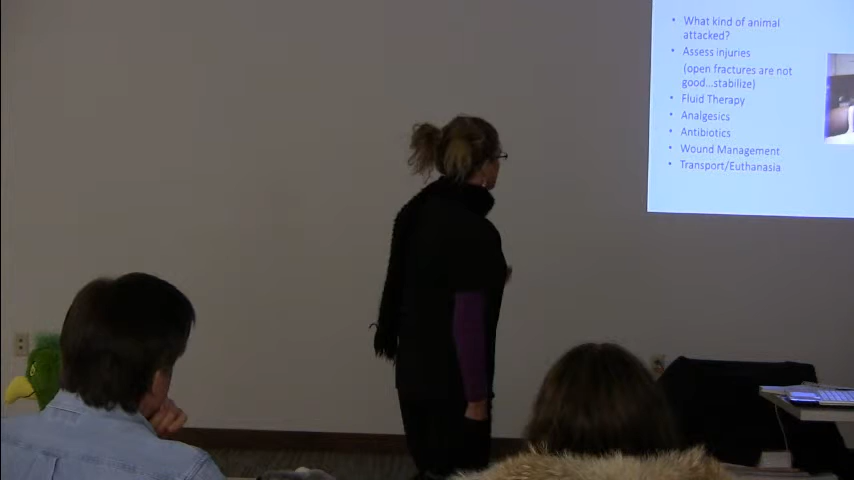 • What kind of animal
attacked?
• Assess injuries
(open fractures are not
good...stabilize)
• Fluid Therapy
• Analgesics
• Antibiotics
• Wound Management
• Transport/Euthanasia